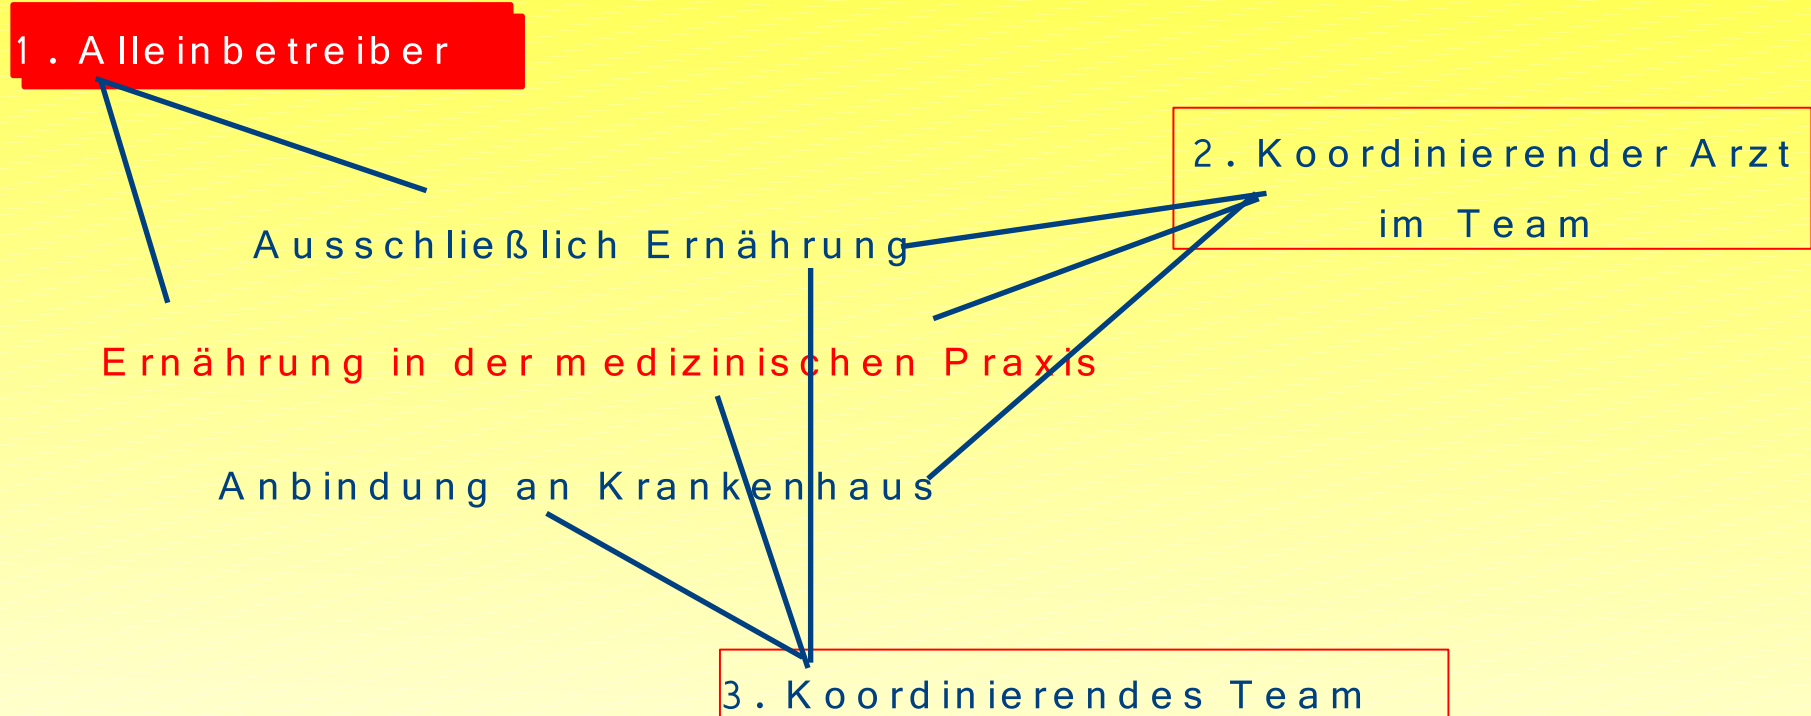 1. Alleinbetreiber
2. Koordinierender Arzt
im Team
Ausschließlich Ernährung
Ernährung in der medizinischen Praxis
Anbindung an Krankenhaus
3. Koordinierendes Team